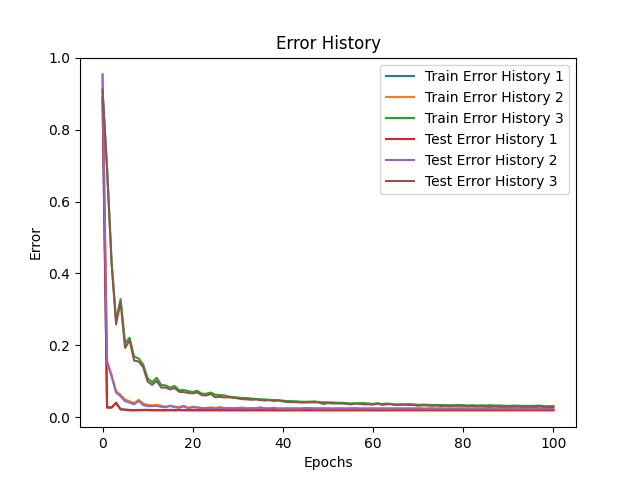 Error History
1.0
0.8
0.6
0.4
0.2
0.0
Error
Train Error History 1
Train Error History 2
Train Error History 3
Test Error History 1
Test Error History 2
Test Error History 3
0 20 40 60 80 100
Epochs